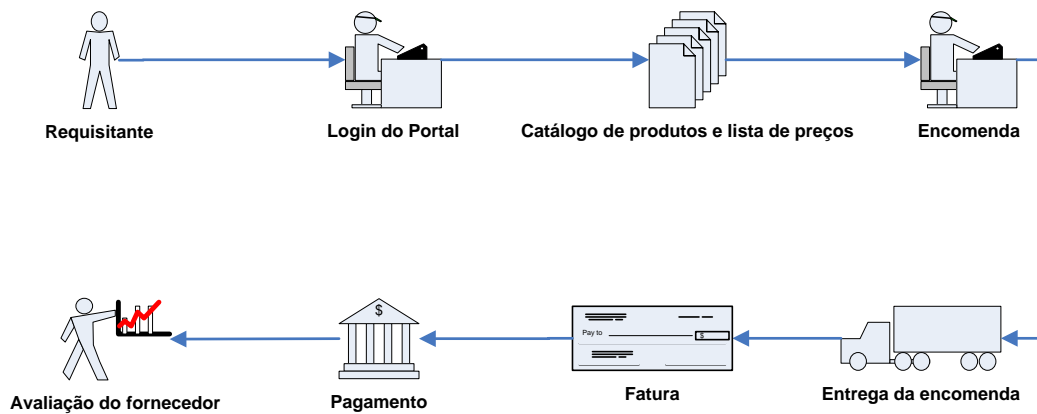 Requisitante
Login do Portal
Catálogo de produtos e lista de preços
Encomenda
$
Pay to
$
Avaliação do fornecedor
Pagamento
Fatura
Entrega da encomenda